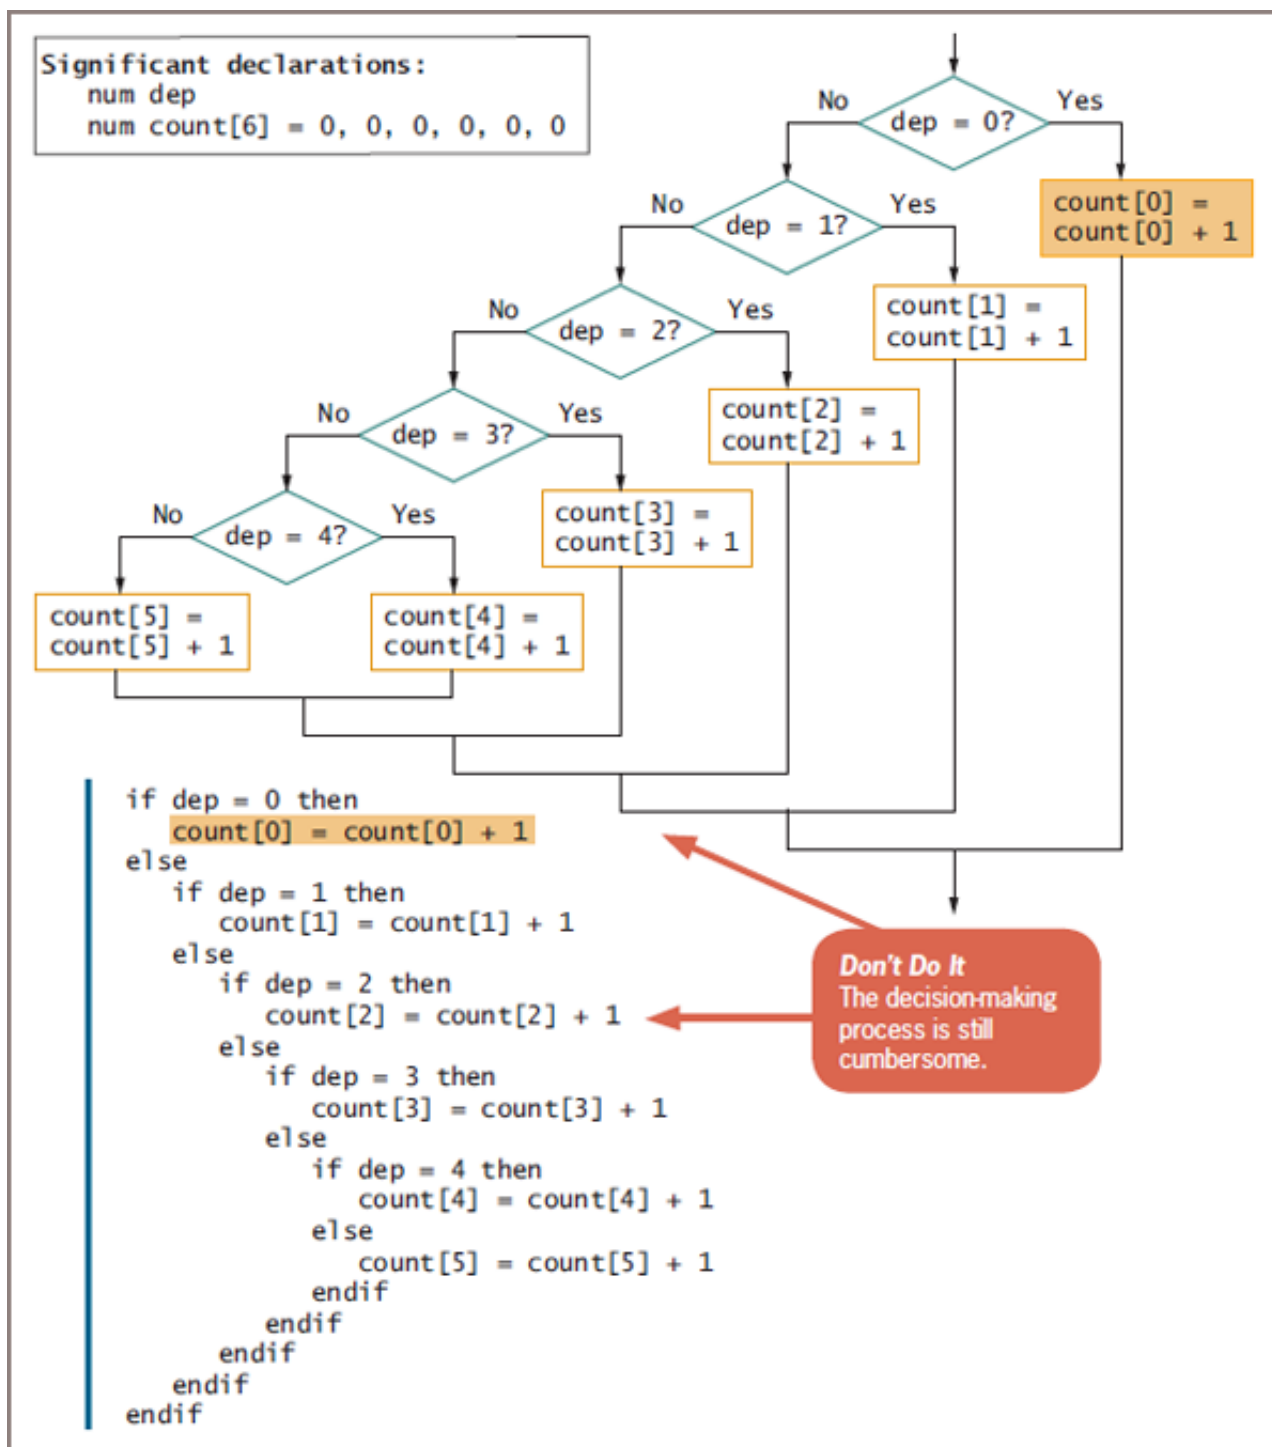 Significant declarations:
num dep
num count[6] = 0, 0, 0, 0, 0, 0
dep = 0?
No
Yes
count[0] =
count[0] + 1
dep = 1?
No
Yes
count[1] =
count[1] + 1
dep = 2?
No
Yes
count[2] =
count[2] + 1
dep = 3?
No
Yes
count[3] =
count[3] + 1
dep = 4?
No
Yes
count[5] =
count[5] + 1
count[4] =
count[4] + 1
if dep = 0 then
count[0] = count[0] + 1
else
if dep = 1 then
count[1] = count[1] + 1
else
if dep = 2 then
count[2] = count[2] + 1
else
if dep = 3 then
count[3] = count[3] + 1
else
if dep = 4 then
count[4] = count[4] + 1
else
count[5] = count[5] + 1
endif
endif
endif
endif
endif
Don't Do It
The decision-making
process is still
cumbersome.